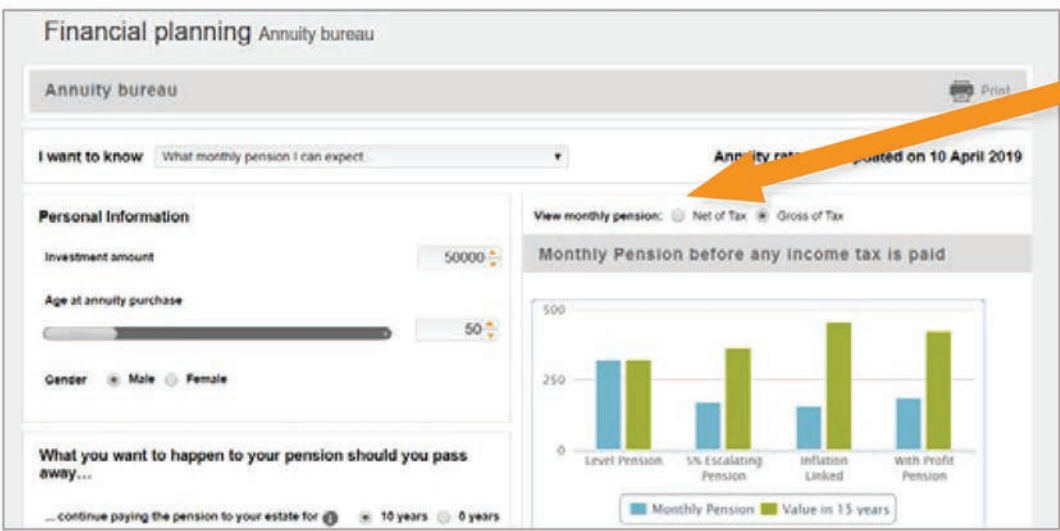 Financial planning Annuity bureau
Annuity bureau
Print
I want to know What monthly pension I can expect
Annuity updated on 10 April 2019
Personal Information
Investment amount 50000
Age at annuity purchase
50
Gender Male Female
What you want to happen to your pension should you pass
away...
... continue paying the pension to your estate for 10 years 0 years
View monthly pension: Net of Tax Gross of Tax
Monthly Pension before any income tax is paid
500
250
0
Level Pension 5% Escalating Pension Inflation Linked With Profit Pension
Monthly Pension Value in 15 years